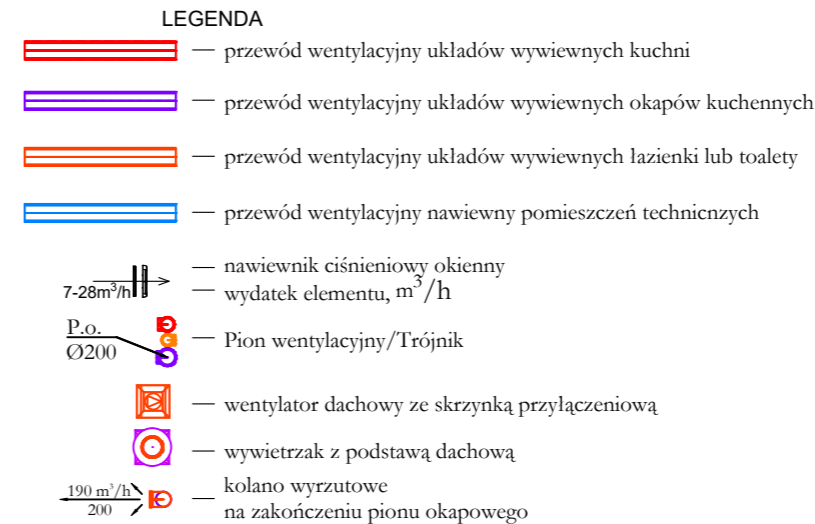 LEGENDA
— przewód wentylacyjny układów wywiewnych kuchni
— przewód wentylacyjny układów wywiewnych okapów kuchennych
— przewód wentylacyjny układów wywiewnych łazienki lub toalety
— przewód wentylacyjny nawiewny pomieszczeń technicnzych
— nawiewnik ciśnieniowy okienny
7-28m³/h — wydatek elementu, m³/h
P.o.
Ø200 — Pion wentylacyjny/Trójnik
— wentylator dachowy ze skrzynką przyłączeniową
— wywietrzak z podstawą dachową
190 m³/h — kolano wyrzutowe
200 na zakończeniu pionu okapowego